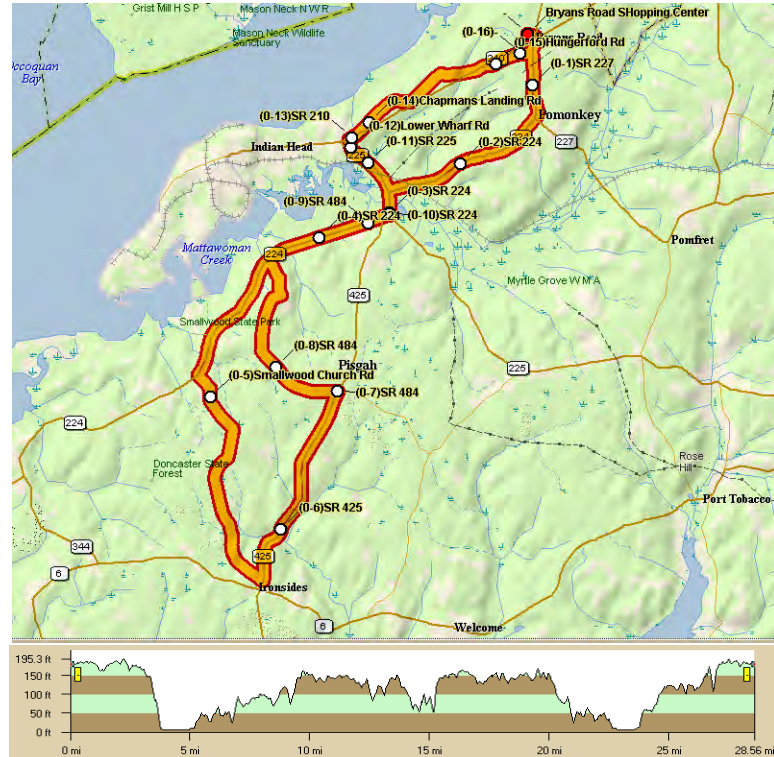 Grist Mill H S P
Mason Neck N W R
Mason Neck Wildlife
Sanctuary
Occoquan
Bay
Bryans Road SHopping Center
(0-16)-
(0-15)Hungerford Rd
(0-1)SR 227
(0-14)Chapmans Landing Rd
(0-13)SR 210
(0-12)Lower Wharf Rd
Pomonkey
Indian Head
225
(0-11)SR 225
224
227
(0-2)SR 224
(0-3)SR 224
(0-9)SR 484
(0-4)SR 224
(0-10)SR 224
Mattawoman
Creek
224
Pomfret
Myrtle Grove W M A
425
Smallwood State Park
(0-8)SR 484
Pisgah
225
(0-5)Smallwood Church Rd
(0-7)SR 484
224
Doncaster State
Forest
Rose
Hill
Port Tobacco
(0-6)SR 425
344
425
6
Ironsides
6
Welcome
195.3 ft
150 ft
100 ft
50 ft
0 ft
0 mi
5 mi
10 mi
15 mi
20 mi
25 mi
28.56 mi